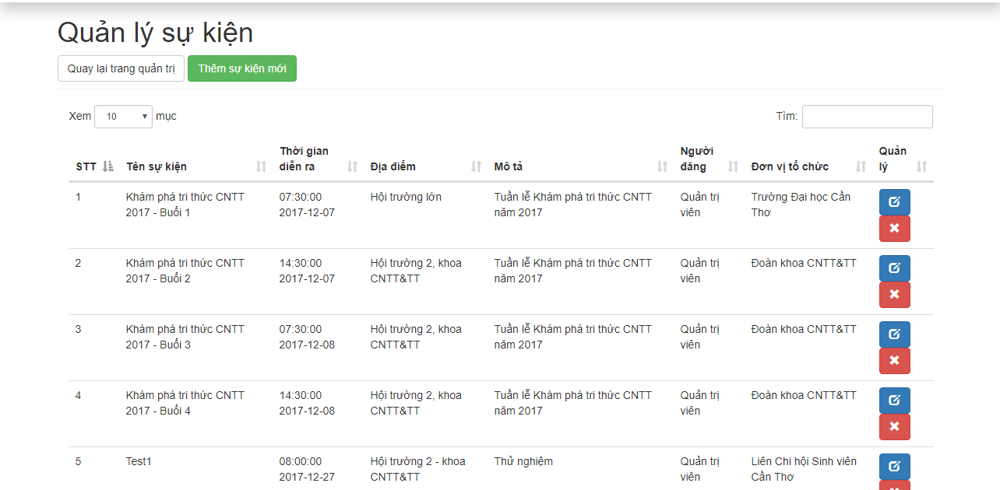 Quản lý sự kiện
Quay lại trang quản trị Thêm sự kiện mới
Xem 10 mục Tìm:
STT Tên sự kiện Thời gian diễn ra Địa điểm Mô tả Người đăng Đơn vị tổ chức Quản lý
1 Khám phá tri thức CNTT 07:30:00 Hội trường lớn Tuần lễ Khám phá tri thức CNTT Quản trị Trường Đại học Cần
2017 - Buổi 1 2017-12-07 năm 2017 viên Thơ
2 Khám phá tri thức CNTT 14:30:00 Hội trường 2, khoa Tuần lễ Khám phá tri thức CNTT Quản trị Đoàn khoa CNTT&TT
2017 - Buổi 2 2017-12-07 CNTT&TT năm 2017 viên
3 Khám phá tri thức CNTT 07:30:00 Hội trường 2, khoa Tuần lễ Khám phá tri thức CNTT Quản trị Đoàn khoa CNTT&TT
2017 - Buổi 3 2017-12-08 CNTT&TT năm 2017 viên
4 Khám phá tri thức CNTT 14:30:00 Hội trường 2, khoa Tuần lễ Khám phá tri thức CNTT Quản trị Đoàn khoa CNTT&TT
2017 - Buổi 4 2017-12-08 CNTT&TT năm 2017 viên
5 Test1 08:00:00 Hội trường 2 - khoa Thử nghiệm Quản trị Liên Chi hội Sinh viên
2017-12-27 CNTT&TT viên Cần Thơ